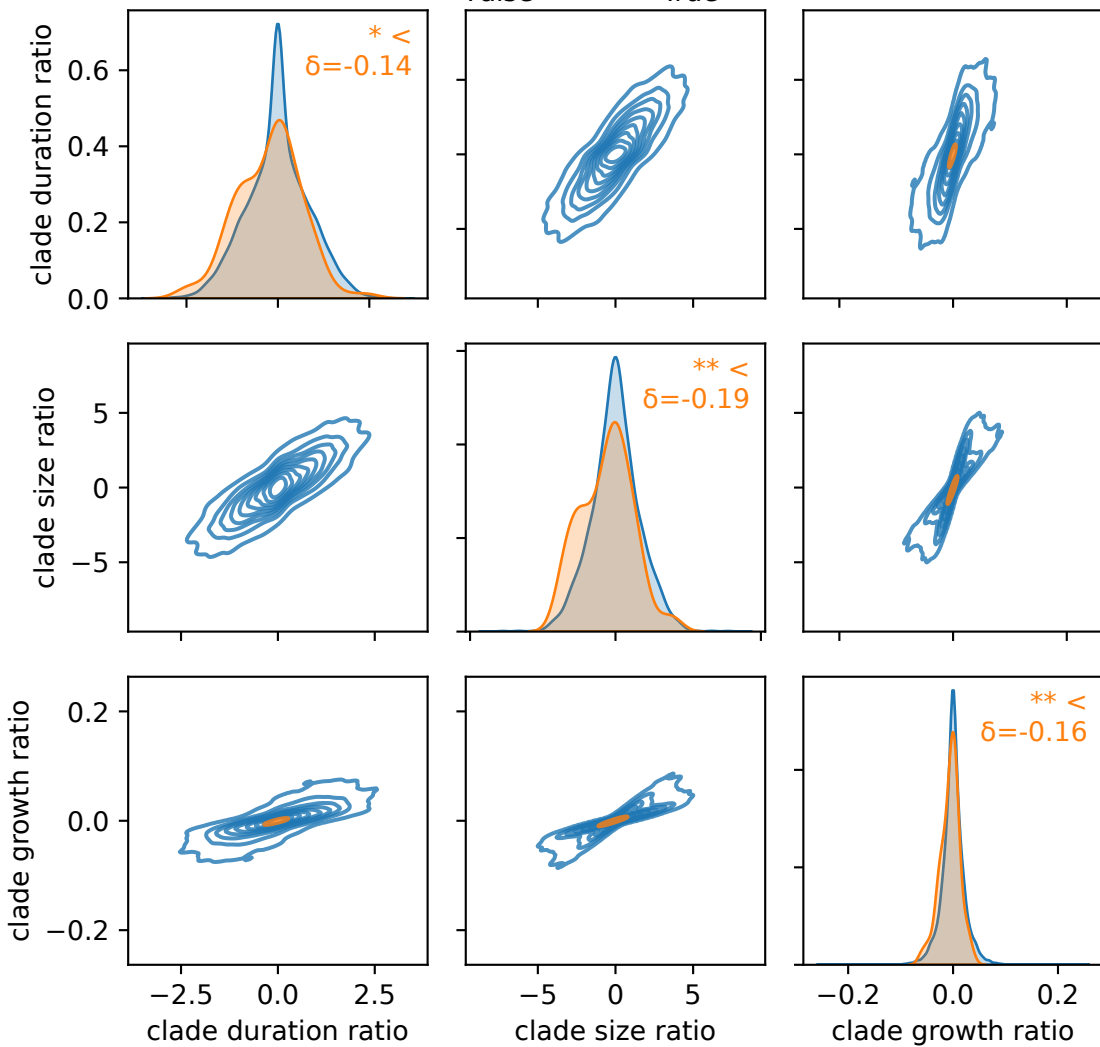 clade duration ratio
0.6
0.4
0.2
0.0
* <
δ=-0.14
clade size ratio
5
0
−5
** <
δ=-0.19
clade growth ratio
0.2
0.0
−0.2
** <
δ=-0.16
−2.5 0.0 2.5
−5 0 5
−0.2 0.0 0.2
clade duration ratio
clade size ratio
clade growth ratio